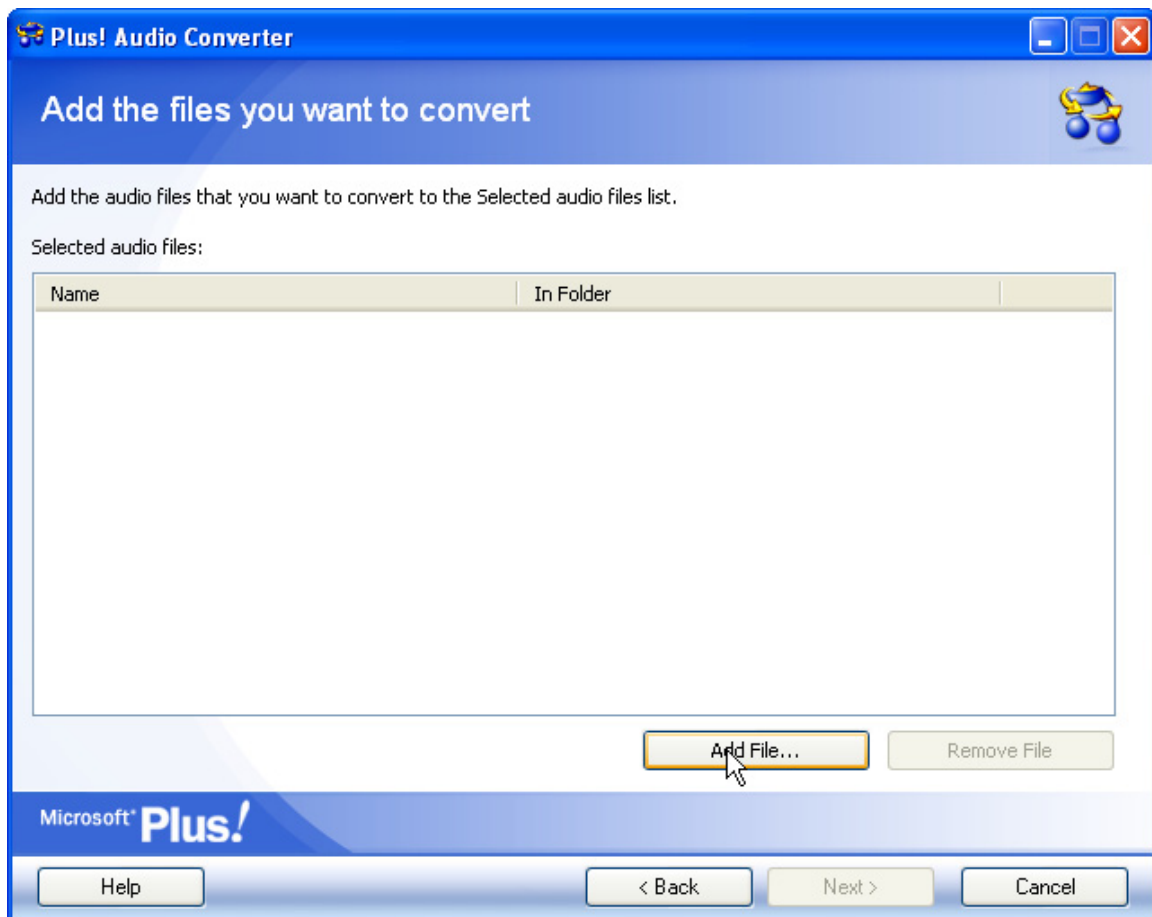 Plus! Audio Converter
Add the files you want to convert
Add the audio files that you want to convert to the Selected audio files list.
Selected audio files:
Name In Folder
Add File... Remove File
Microsoft® Plus!
Help < Back Next > Cancel